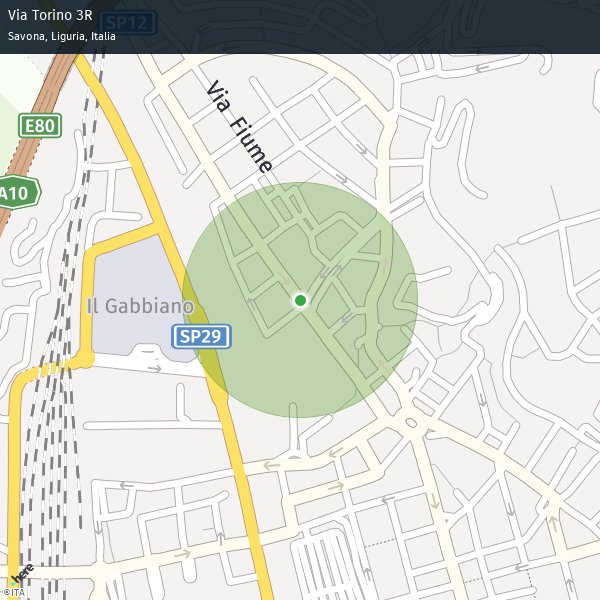 Via Torino 3R
Savona, Liguria, Italia
SP12
Via Fiume
E80
A10
Il Gabbiano
SP29
here
©ITA